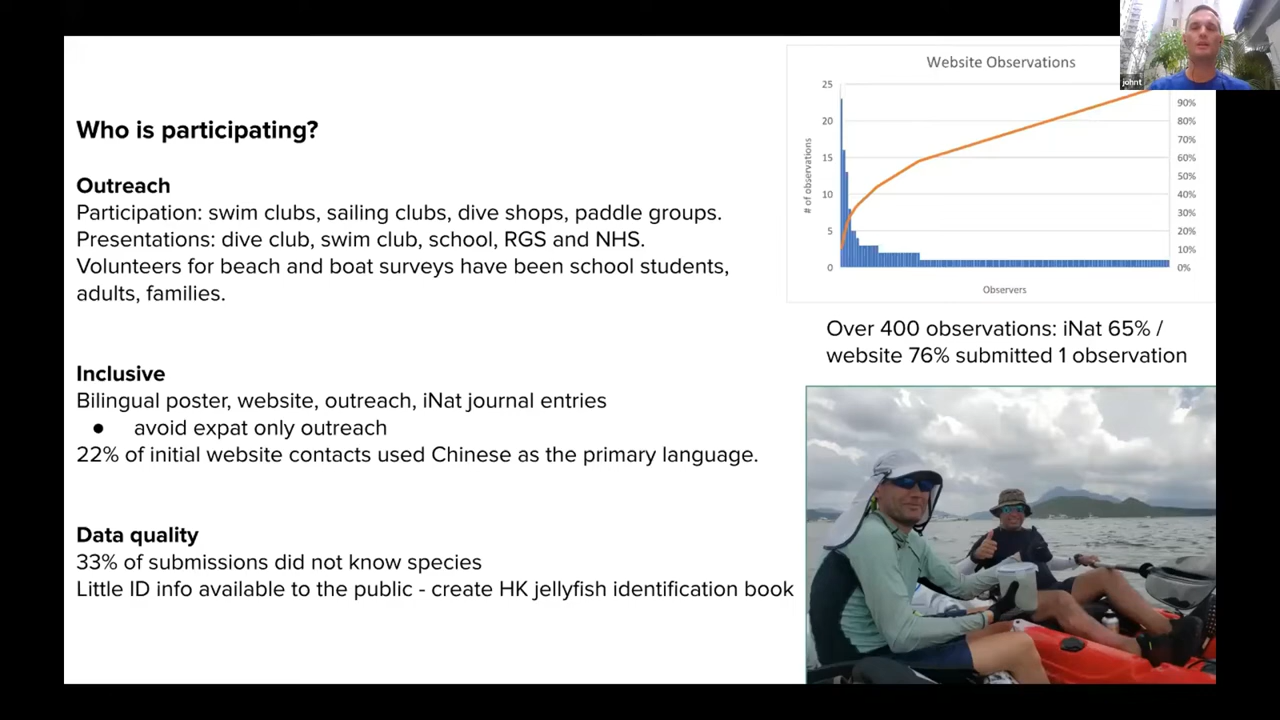 johnt
Who is participating?
Outreach
Participation: swim clubs, sailing clubs, dive shops, paddle groups.
Presentations: dive club, swim club, school, RGS and NHS.
Volunteers for beach and boat surveys have been school students,
adults, families.
Inclusive
Bilingual poster, website, outreach, iNat journal entries
● avoid expat only outreach
22% of initial website contacts used Chinese as the primary language.
Data quality
33% of submissions did not know species
Little ID info available to the public - create HK jellyfish identification book
Website Observations
# of observations
25
20
15
10
5
0
90%
80%
70%
60%
50%
40%
30%
20%
10%
0%
Observers
Over 400 observations: iNat 65% /
website 76% submitted 1 observation